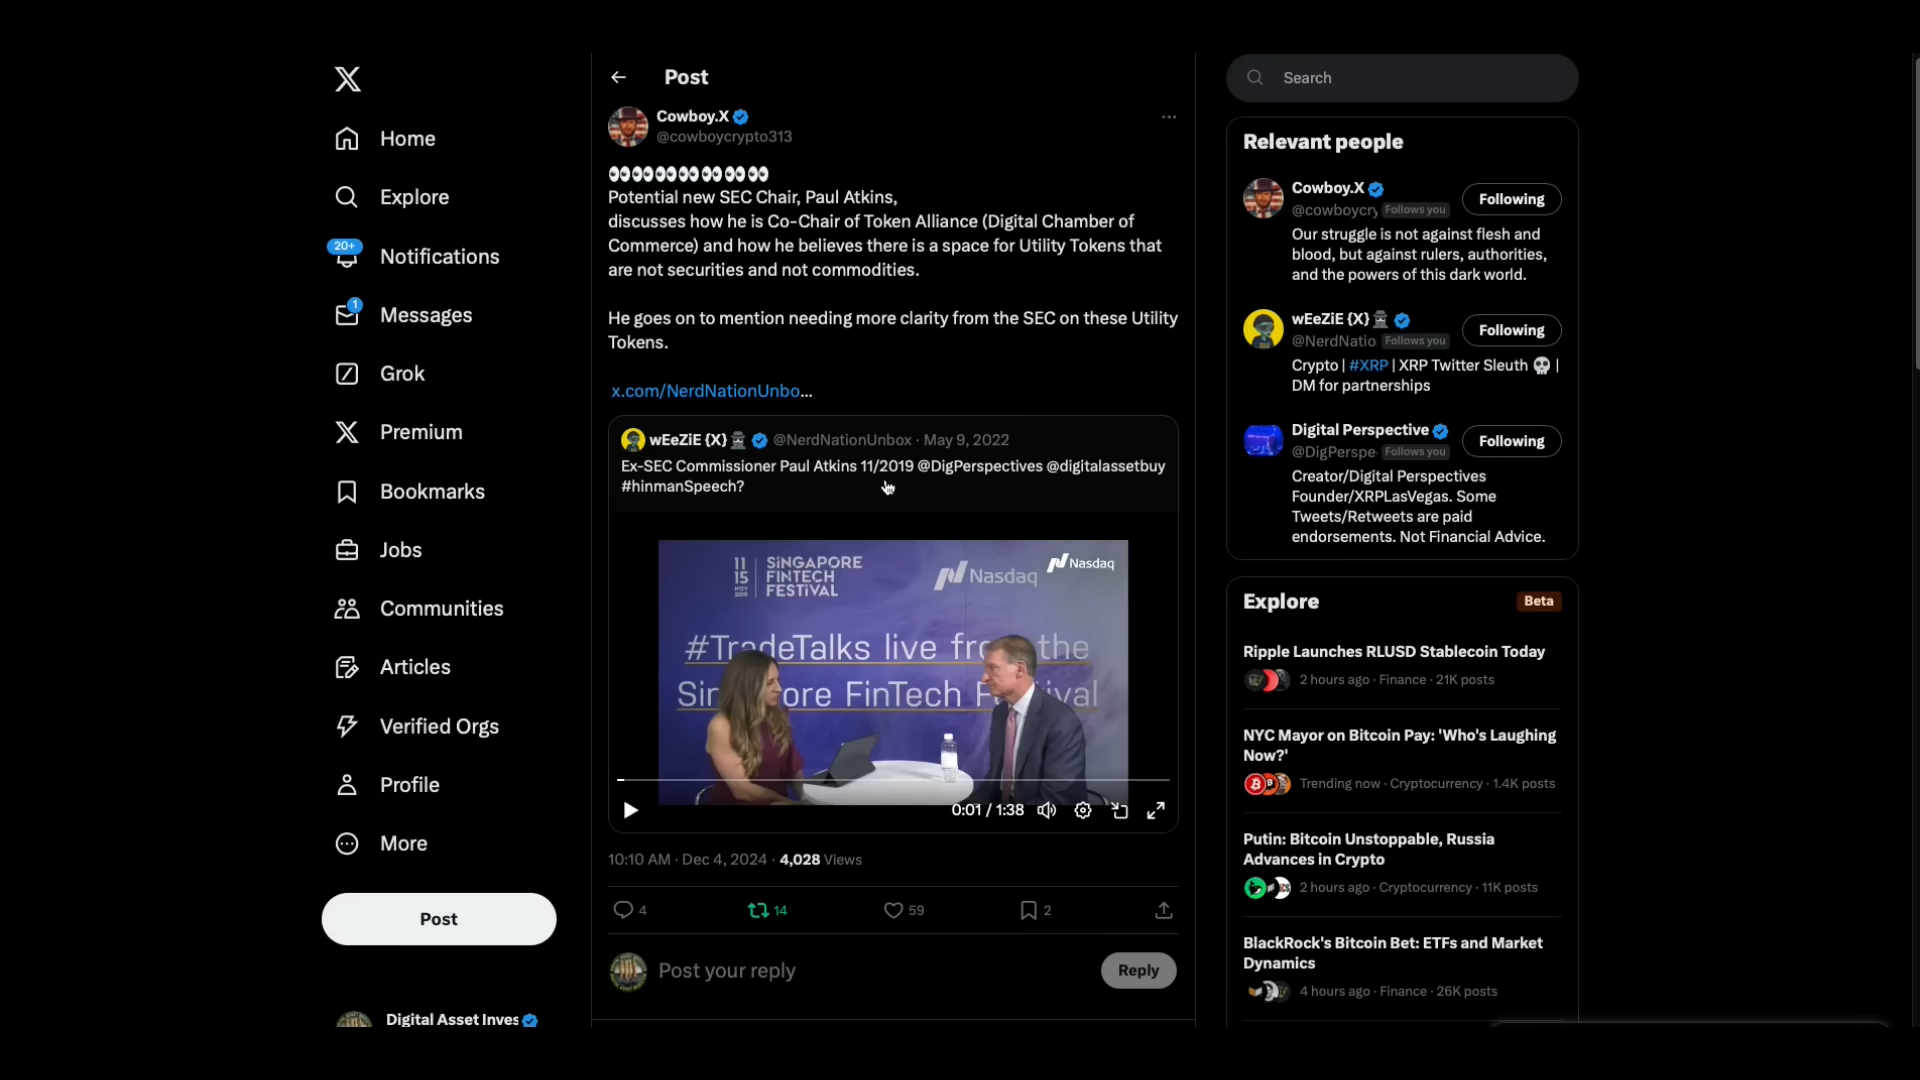 Home
Explore
20+
Notifications
1
Messages
Grok
Premium
Bookmarks
Jobs
Communities
Articles
Verified Orgs
Profile
More
Post
Digital Asset Inves
Post
Cowboy.X
@cowboycrypto313
Potential new SEC Chair, Paul Atkins,
discusses how he is Co-Chair of Token Alliance (Digital Chamber of
Commerce) and how he believes there is a space for Utility Tokens that
are not securities and not commodities.
He goes on to mention needing more clarity from the SEC on these Utility
Tokens.
x.com/NerdNationUnbo...
wEeZiE {X} @NerdNationUnbox · May 9, 2022
Ex-SEC Commissioner Paul Atkins 11/2019 @DigPerspectives @digitalassetbuy
#hinmanSpeech?
11
15
NOV
2019
SiNGAPORE
FiNTECH
FESTiVAL
Nasdaq
Nasdaq
#TradeTalks live from the
Singapore FinTech Festival
0:01 / 1:38
10:10 AM · Dec 4, 2024 · 4,028 Views
4
14
59
2
Post your reply
Reply
Search
Relevant people
Cowboy.X
@cowboycry Follows you
Following
Our struggle is not against flesh and
blood, but against rulers, authorities,
and the powers of this dark world.
wEeZiE {X}
@NerdNatio Follows you
Following
Crypto | #XRP | XRP Twitter Sleuth |
DM for partnerships
Digital Perspective
@DigPerspe Follows you
Following
Creator/Digital Perspectives
Founder/XRPLasVegas. Some
Tweets/Retweets are paid
endorsements. Not Financial Advice.
Explore
Beta
Ripple Launches RLUSD Stablecoin Today
2 hours ago · Finance · 21K posts
NYC Mayor on Bitcoin Pay: 'Who's Laughing
Now?'
Trending now · Cryptocurrency · 1.4K posts
Putin: Bitcoin Unstoppable, Russia
Advances in Crypto
2 hours ago · Cryptocurrency · 11K posts
BlackRock's Bitcoin Bet: ETFs and Market
Dynamics
4 hours ago · Finance · 26K posts